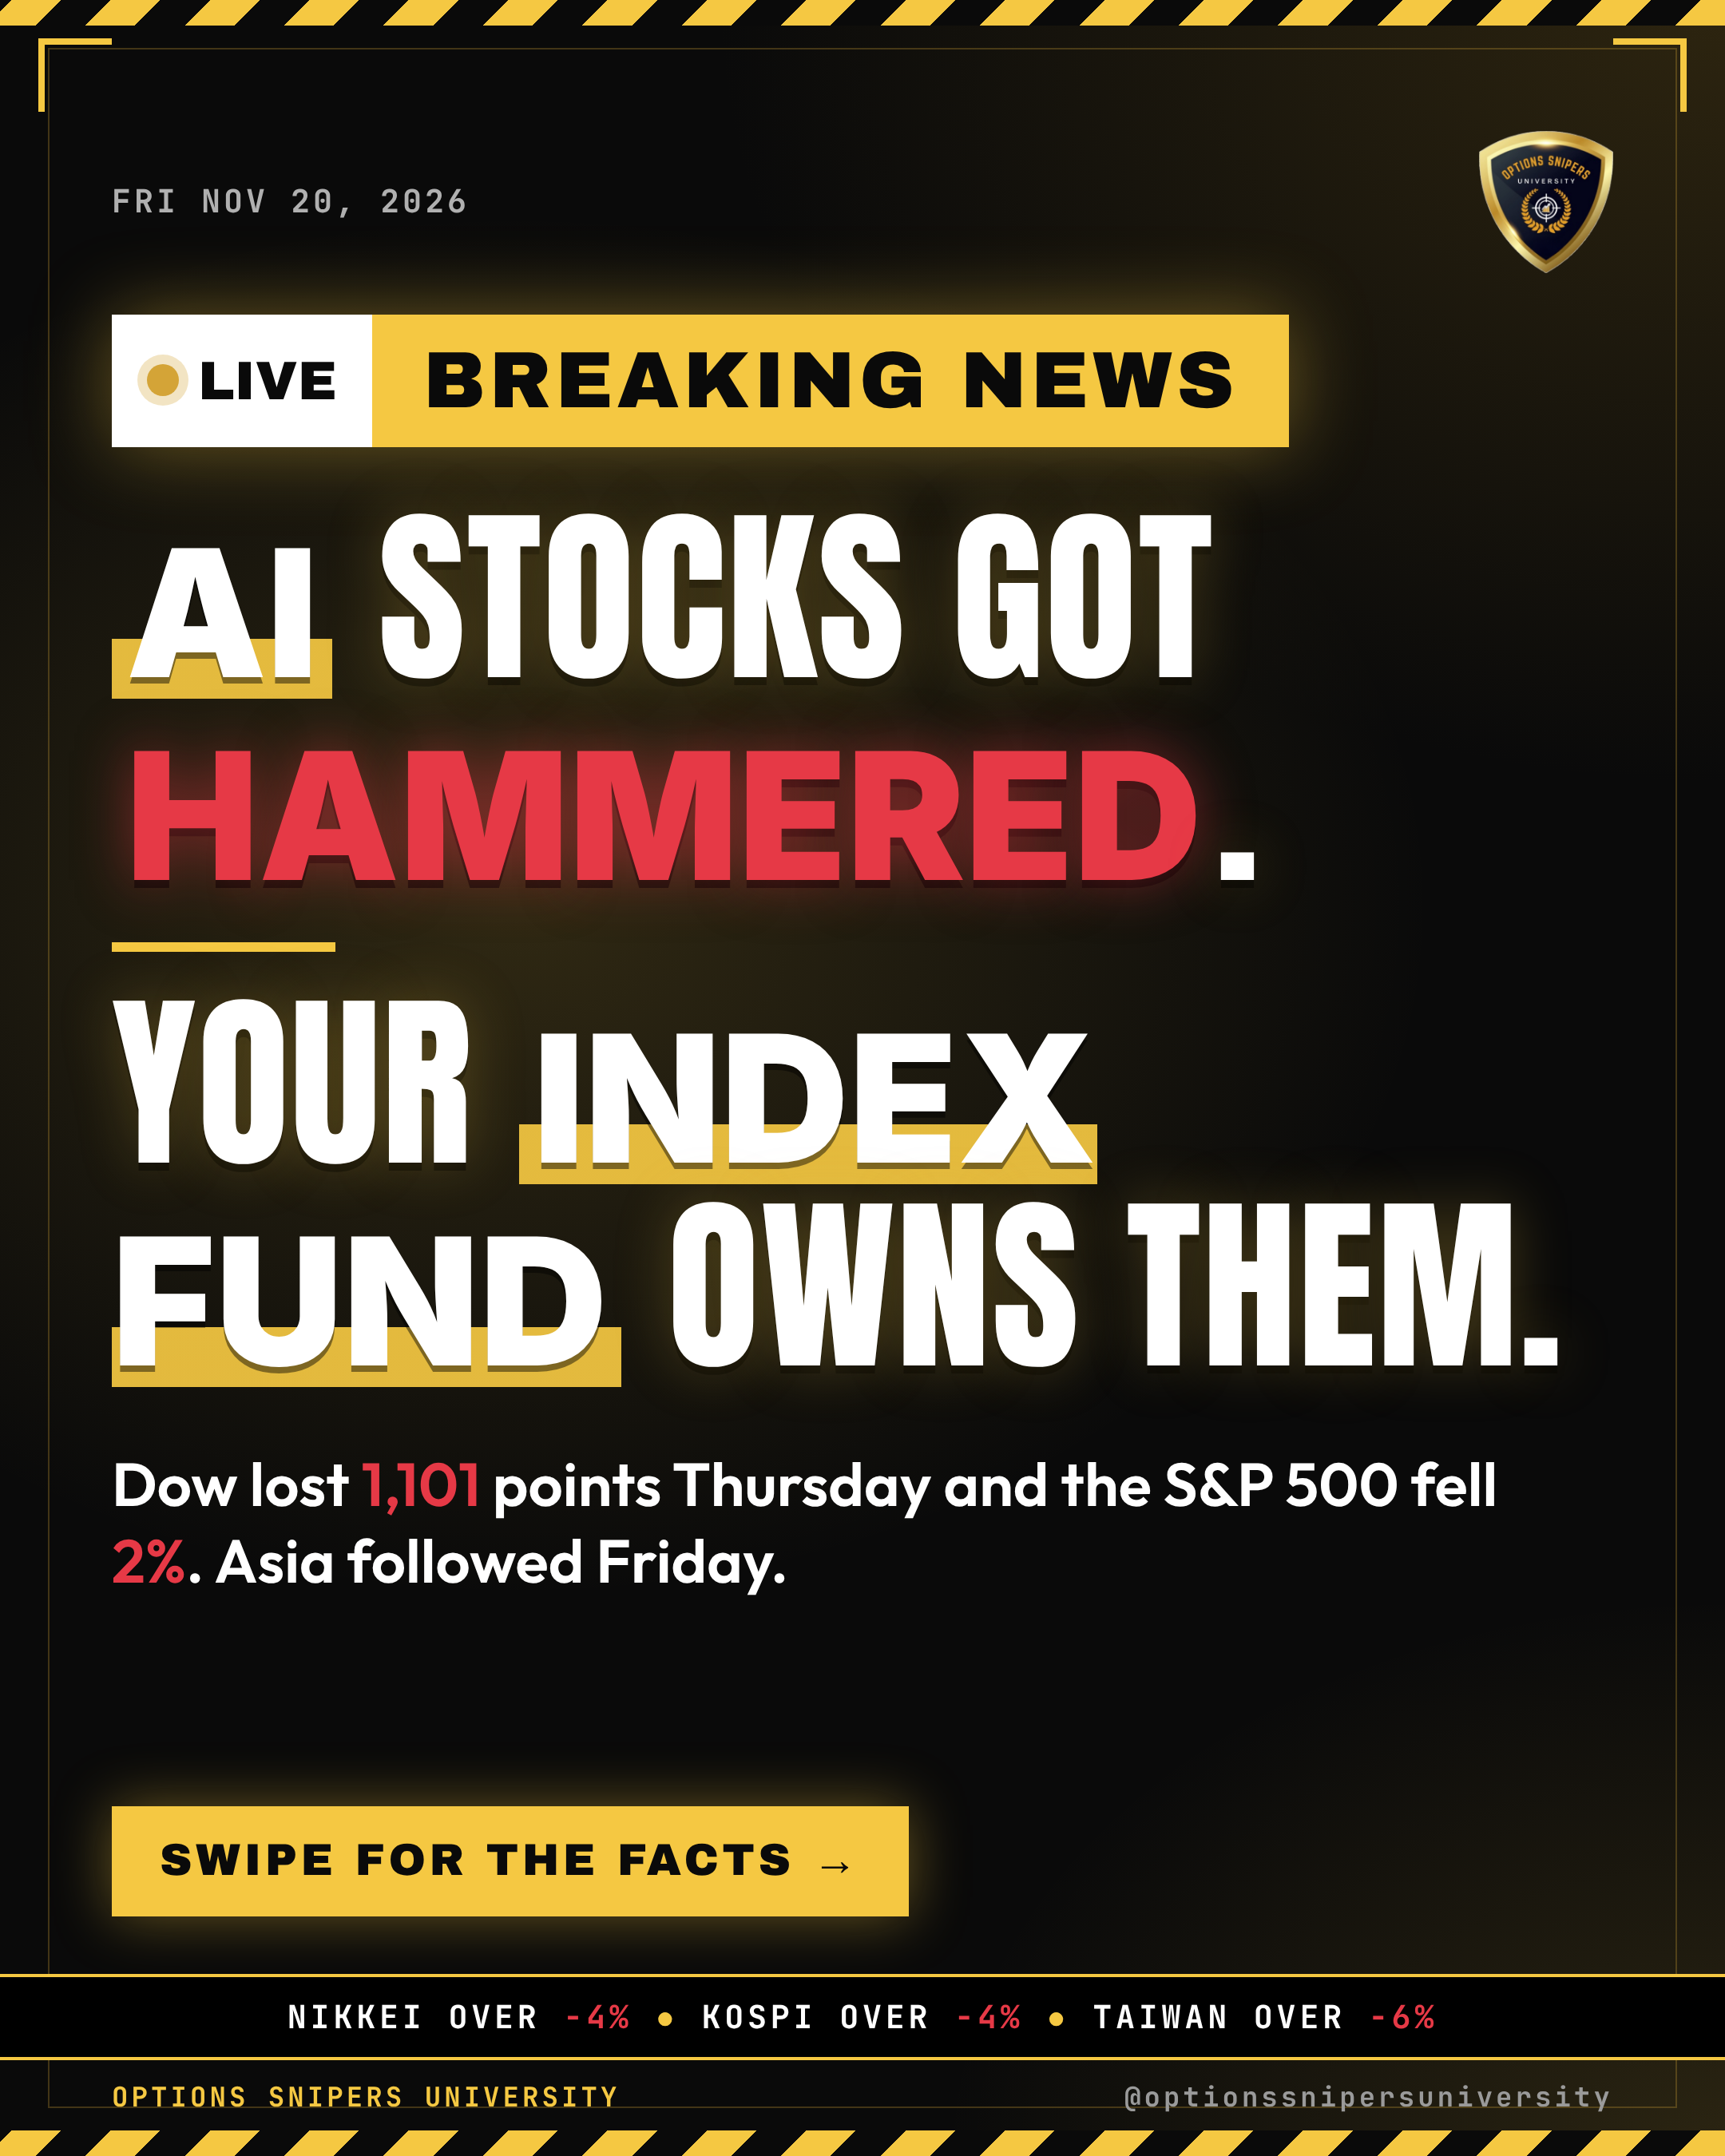 FRI NOV 20, 2026
OPTIONS SNIPERS
UNIVERSITY
LIVE
BREAKING NEWS
AI STOCKS GOT
HAMMERED.
YOUR INDEX
FUND OWNS THEM.
Dow lost 1,101 points Thursday and the S&P 500 fell
2%. Asia followed Friday.
SWIPE FOR THE FACTS →
NIKKEI OVER -4% • KOSPI OVER -4% • TAIWAN OVER -6%
OPTIONS SNIPERS UNIVERSITY
@optionssnipersuniversity